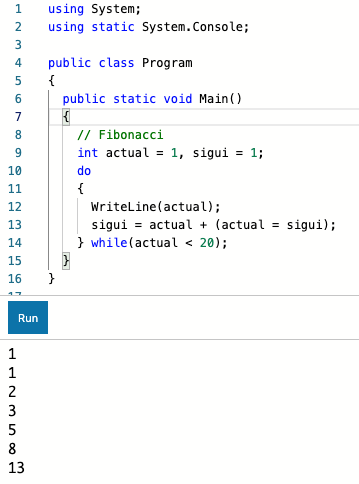 1 using System;
2 using static System.Console;
3
4 public class Program
5 {
6 public static void Main()
7 {
8 // Fibonacci
9 int actual = 1, sigui = 1;
10 do
11 {
12 WriteLine(actual);
13 sigui = actual + (actual = sigui);
14 } while(actual < 20);
15 }
16 }
17
Run
1
1
2
3
5
8
13